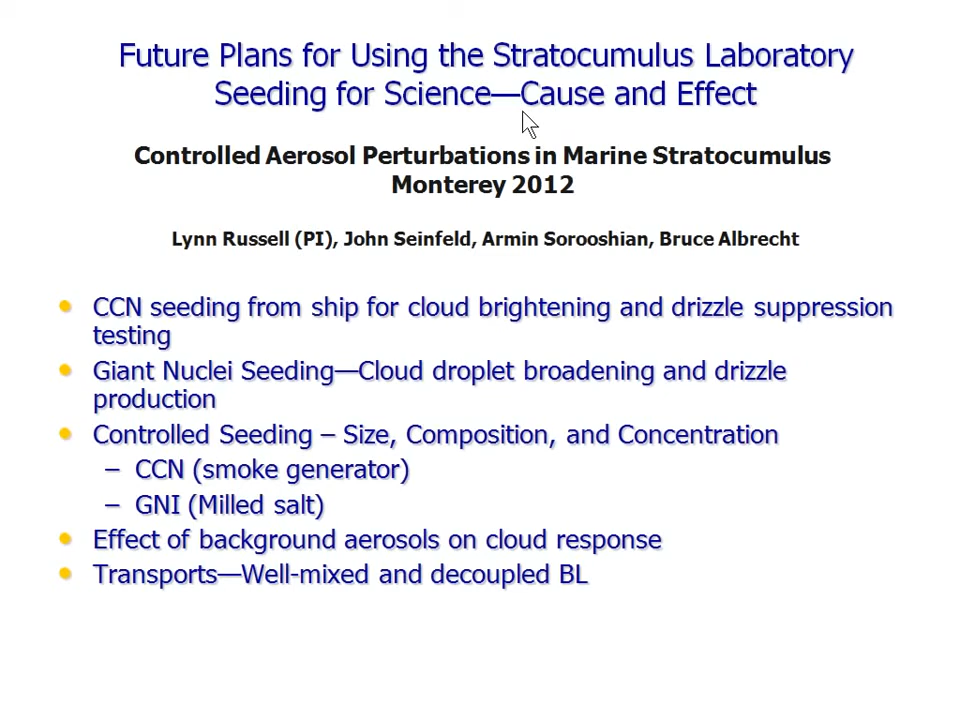 Future Plans for Using the Stratocumulus Laboratory
Seeding for Science—Cause and Effect
Controlled Aerosol Perturbations in Marine Stratocumulus
Monterey 2012
Lynn Russell (PI), John Seinfeld, Armin Sorooshian, Bruce Albrecht
• CCN seeding from ship for cloud brightening and drizzle suppression
testing
• Giant Nuclei Seeding—Cloud droplet broadening and drizzle
production
• Controlled Seeding – Size, Composition, and Concentration
– CCN (smoke generator)
– GNI (Milled salt)
• Effect of background aerosols on cloud response
• Transports—Well-mixed and decoupled BL